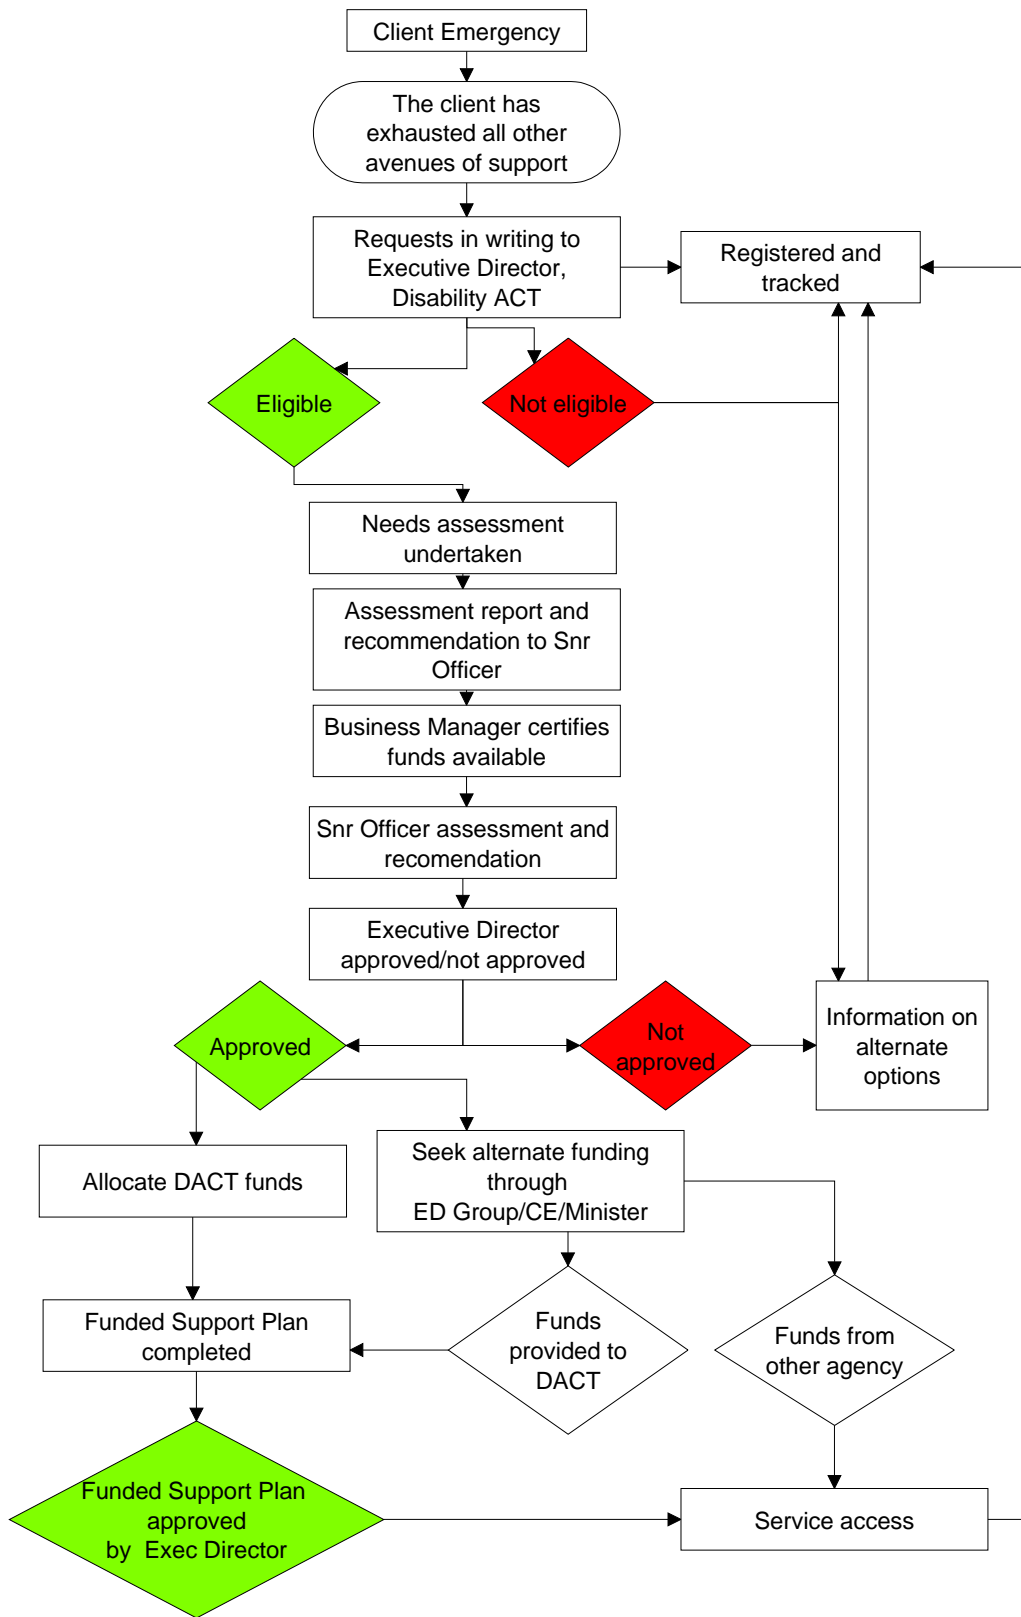 Client Emergency
The client has
exhausted all other
avenues of support
Requests in writing to
Executive Director,
Disability ACT
Registered and
tracked
Eligible
Not eligible
Needs assessment
undertaken
Assessment report and
recommendation to Snr
Officer
Business Manager certifies
funds available
Snr Officer assessment and
recomendation
Executive Director
approved/not approved
Approved
Not
approved
Information on
alternate
options
Allocate DACT funds
Seek alternate funding
through
ED Group/CE/Minister
Funded Support Plan
completed
Funds
provided to
DACT
Funds from
other agency
Funded Support Plan
approved
by Exec Director
Service access